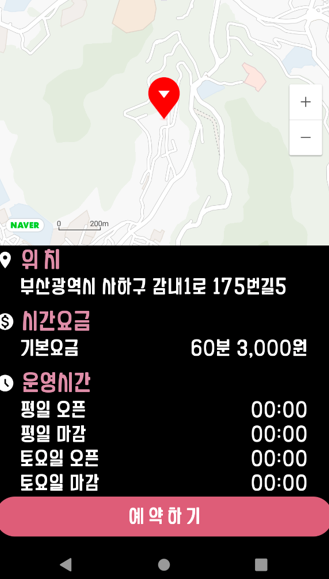 +
−
NAVER
0 200m
위치
부산광역시 사하구 감내1로 175번길5
시간요금
기본요금 60분 3,000원
운영시간
평일 오픈 00:00
평일 마감 00:00
토요일 오픈 00:00
토요일 마감 00:00
예약하기